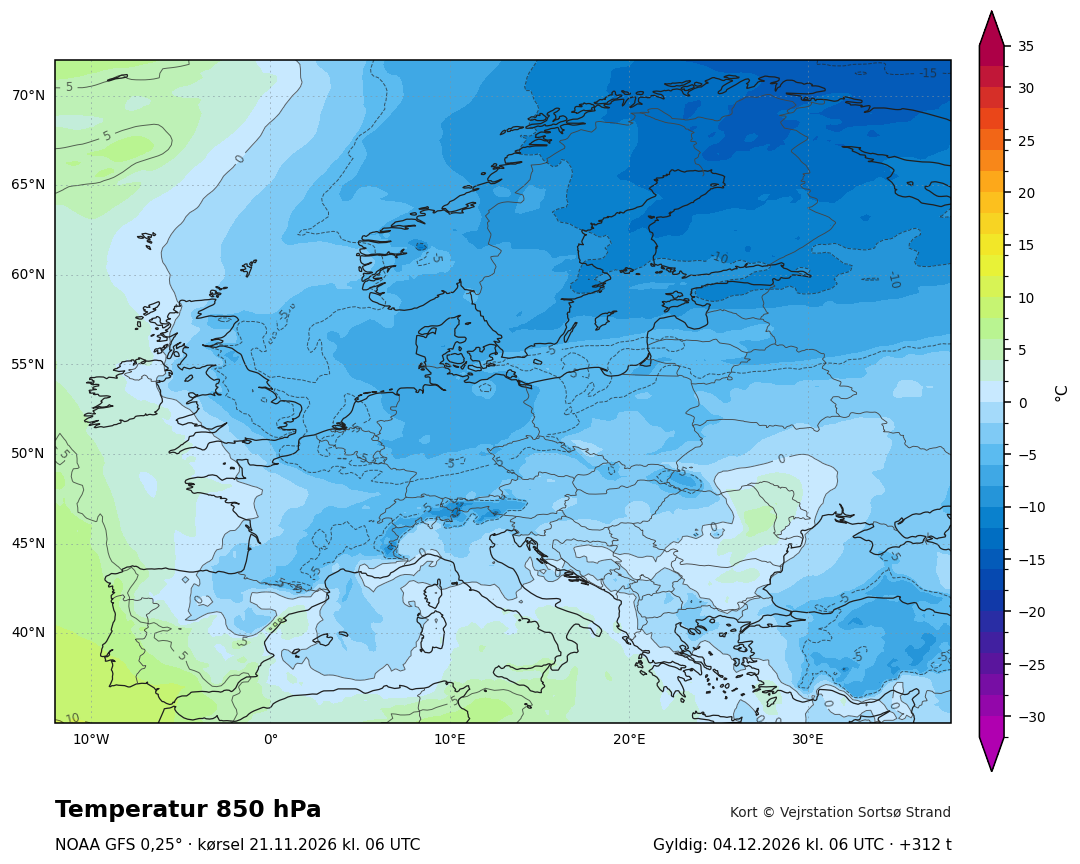 70°N
65°N
60°N
55°N
50°N
45°N
40°N
10°W
0°
10°E
20°E
30°E
35
30
25
20
15
10
5
0
−5
−10
−15
−20
−25
−30
°C
Temperatur 850 hPa
Kort © Vejrstation Sortsø Strand
NOAA GFS 0,25° · kørsel 21.11.2026 kl. 06 UTC
Gyldig: 04.12.2026 kl. 06 UTC · +312 t